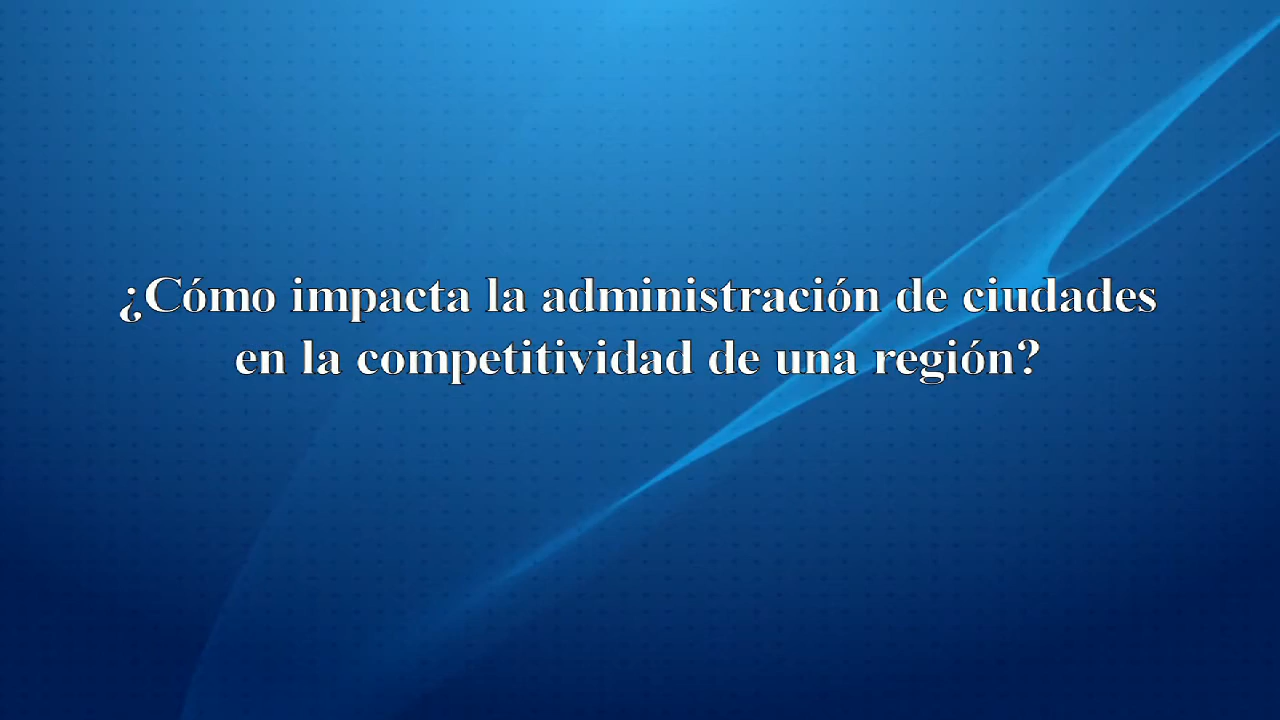 ¿Cómo impacta la administración de ciudades
en la competitividad de una región?